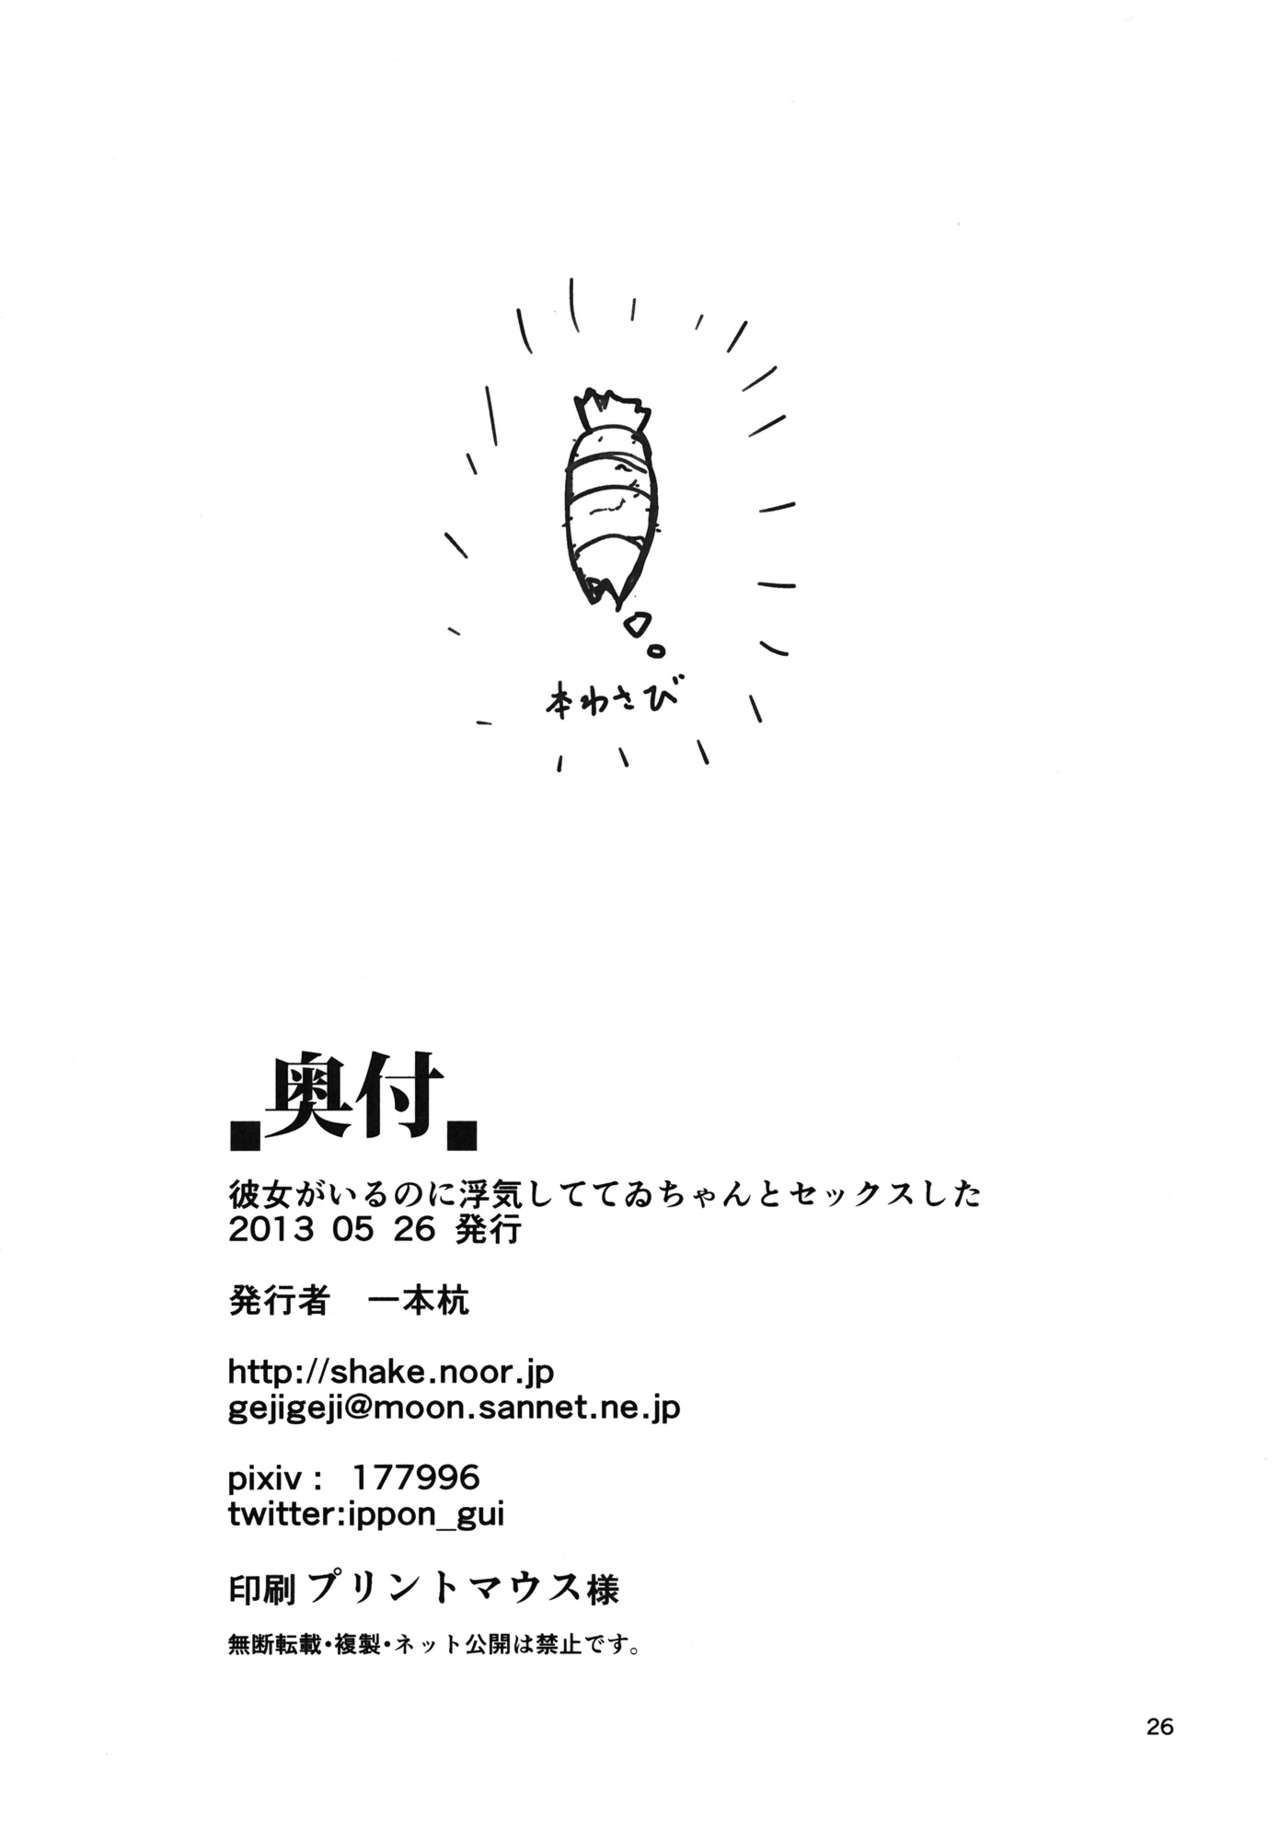 本わさび
■奥付■
彼女がいるのに浮気しててゐちゃんとセックスした
2013 05 26 発行
発行者 一本杭
http://shake.noor.jp
gejigeji@moon.sannet.ne.jp
pixiv : 177996
twitter:ippon_gui
印刷 プリントマウス様
無断転載・複製・ネット公開は禁止です。
26